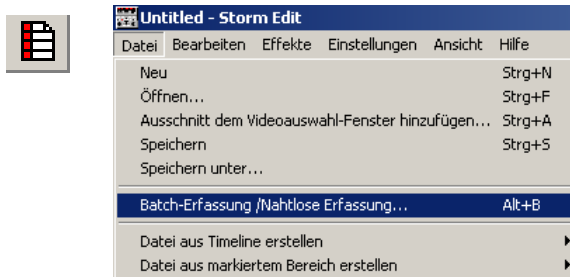 Untitled - Storm Edit
Datei Bearbeiten Effekte Einstellungen Ansicht Hilfe
Neu Strg+N
Öffnen... Strg+F
Ausschnitt dem Videoauswahl-Fenster hinzufügen... Strg+A
Speichern Strg+S
Speichern unter...
Batch-Erfassung /Nahtlose Erfassung... Alt+B
Datei aus Timeline erstellen
Datei aus markiertem Bereich erstellen